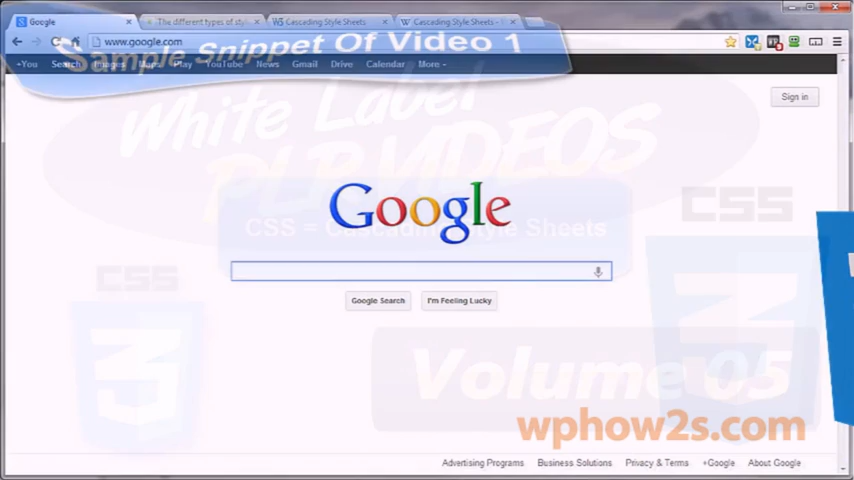 Google
The different types of styl
Cascading Style Sheets
Cascading Style Sheets -
www.google.com
Sample Snippet Of Video 1
+You Search Images Maps Play YouTube News Gmail Drive Calendar More
Sign in
White Label
PLR VIDEOS
Google
CSS = Cascading Style Sheets
CSS
CSS
3
Google Search
I'm Feeling Lucky
Volume 05
wphow2s.com
Advertising Programs Business Solutions Privacy & Terms +Google About Google